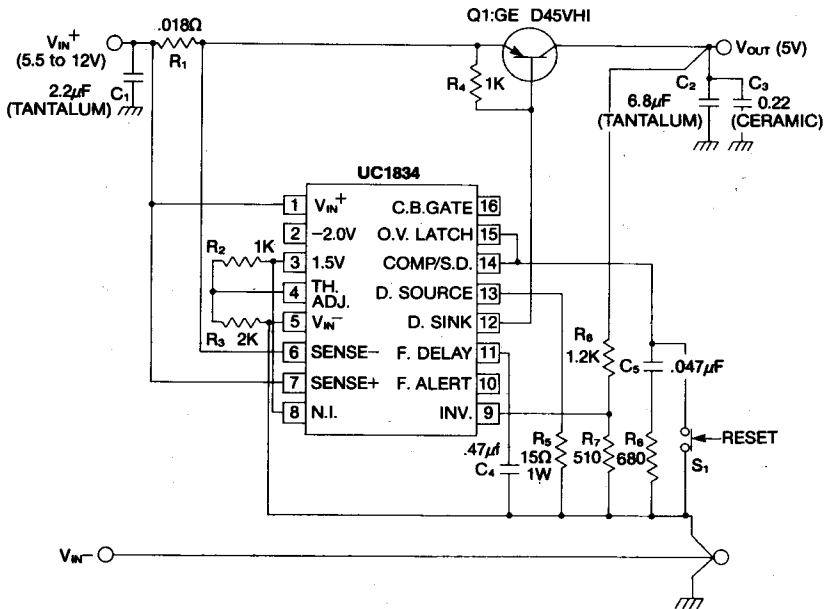 Q1:GE D45VHI
.018Ω
VIN+
(5.5 to 12V)
R1
VOUT (5V)
R4
1K
2.2µF
(TANTALUM)
C1
C2
C3
6.8µF
(TANTALUM)
0.22
(CERAMIC)
UC1834
1 VIN+
C.B.GATE 16
2 -2.0V
O.V. LATCH 15
R2 1K
3 1.5V
COMP/S.D. 14
4 TH. ADJ.
D. SOURCE 13
R3 2K
5 VIN-
D. SINK 12
6 SENSE-
F. DELAY 11
7 SENSE+
F. ALERT 10
8 N.I.
INV. 9
R6
1.2K
C5
.047µF
.47µf
C4
R5
15Ω
1W
R7
510
R8
680
RESET
S1
VIN-